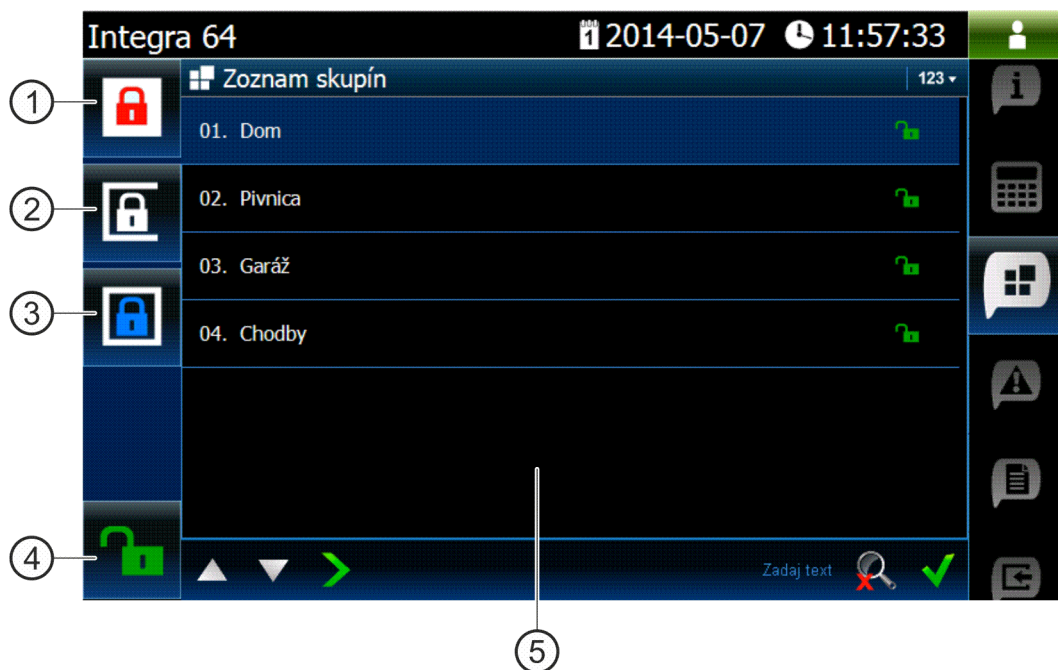 Integra 64
1 2014-05-07 11:57:33
Zoznam skupín 123
1
01. Dom
2
02. Pivnica
03. Garáž
3
04. Chodby
4
Zadaj text
5